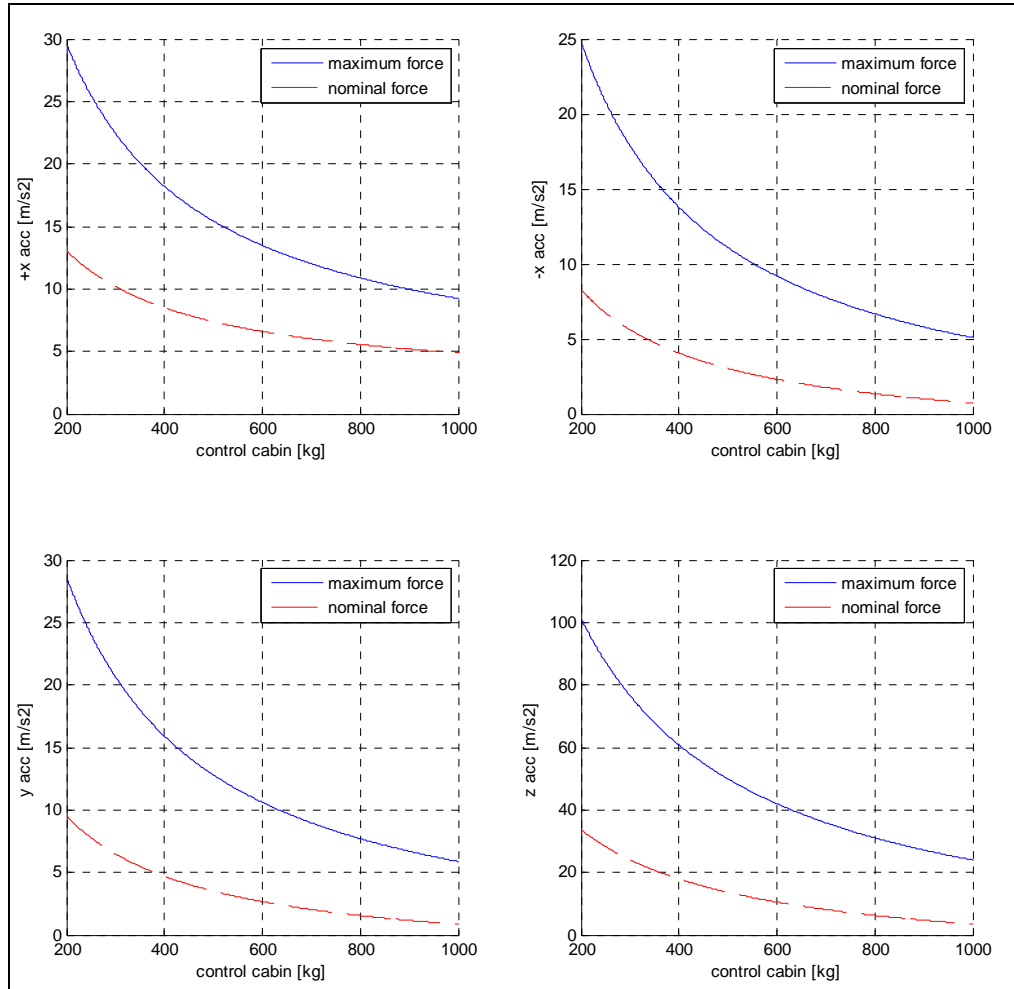 30
25
20
15
10
5
0
+x acc [m/s2]
maximum force
nominal force
200 400 600 800 1000
control cabin [kg]
25
20
15
10
5
0
-x acc [m/s2]
maximum force
nominal force
200 400 600 800 1000
control cabin [kg]
30
25
20
15
10
5
0
y acc [m/s2]
maximum force
nominal force
200 400 600 800 1000
control cabin [kg]
120
100
80
60
40
20
0
z acc [m/s2]
maximum force
nominal force
200 400 600 800 1000
control cabin [kg]